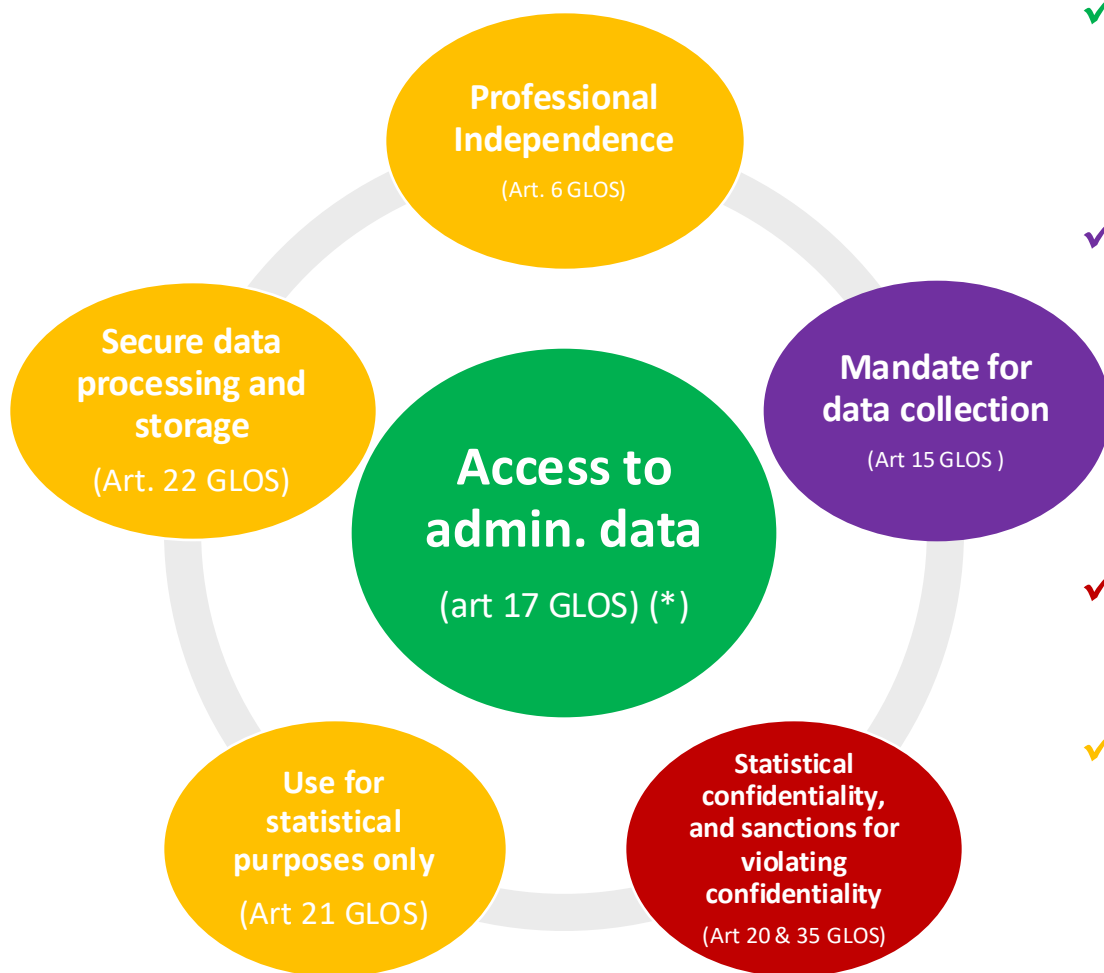 Professional
Independence
(Art. 6 GLOS)
Secure data
processing and
storage
(Art. 22 GLOS)
Mandate for
data collection
(Art 15 GLOS )
Access to
admin. data
(art 17 GLOS) (*)
Use for
statistical
purposes only
(Art 21 GLOS)
Statistical
confidentiality,
and sanctions for
violating
confidentiality
(Art 20 & 35 GLOS)